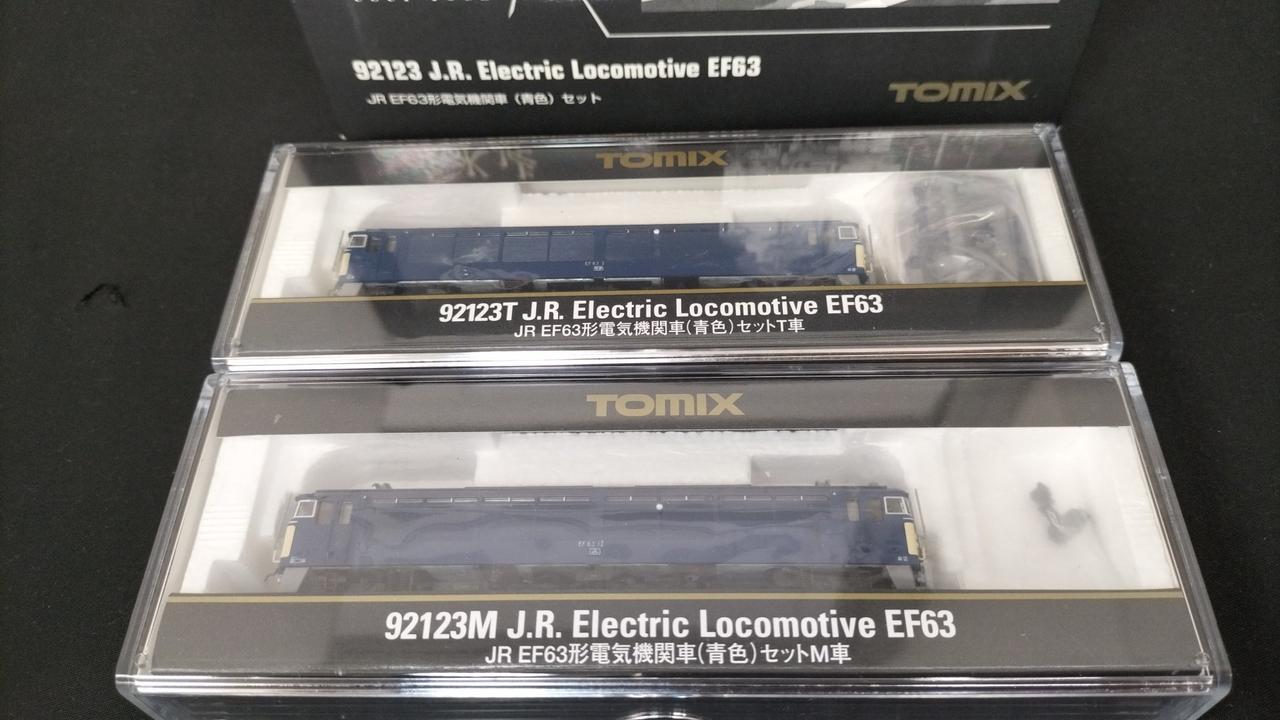 92123 J.R. Electric Locomotive EF63
JR EF63形電気機関車（青色）セット
TOMIX
TOMIX
92123T J.R. Electric Locomotive EF63
JR EF63形電気機関車(青色)セットT車
TOMIX
92123M J.R. Electric Locomotive EF63
JR EF63形電気機関車(青色)セットM車